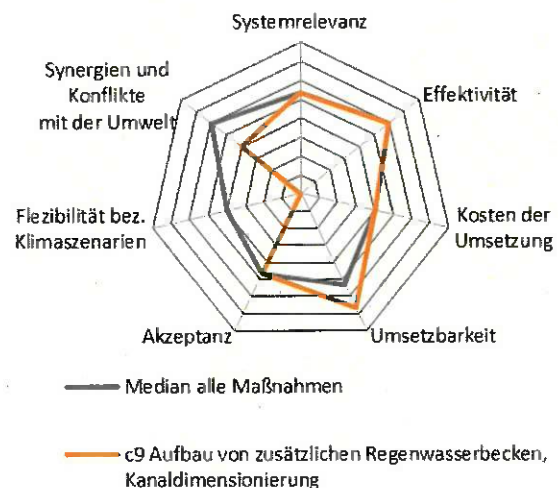 Systemrelevanz
Synergien und
Konflikte
mit der Umwelt
Effektivität
Flezibilität bez.
Klimaszenarien
Kosten der
Umsetzung
Akzeptanz
Umsetzbarkeit
Median alle Maßnahmen
c9 Aufbau von zusätzlichen Regenwasserbecken,
Kanaldimensionierung